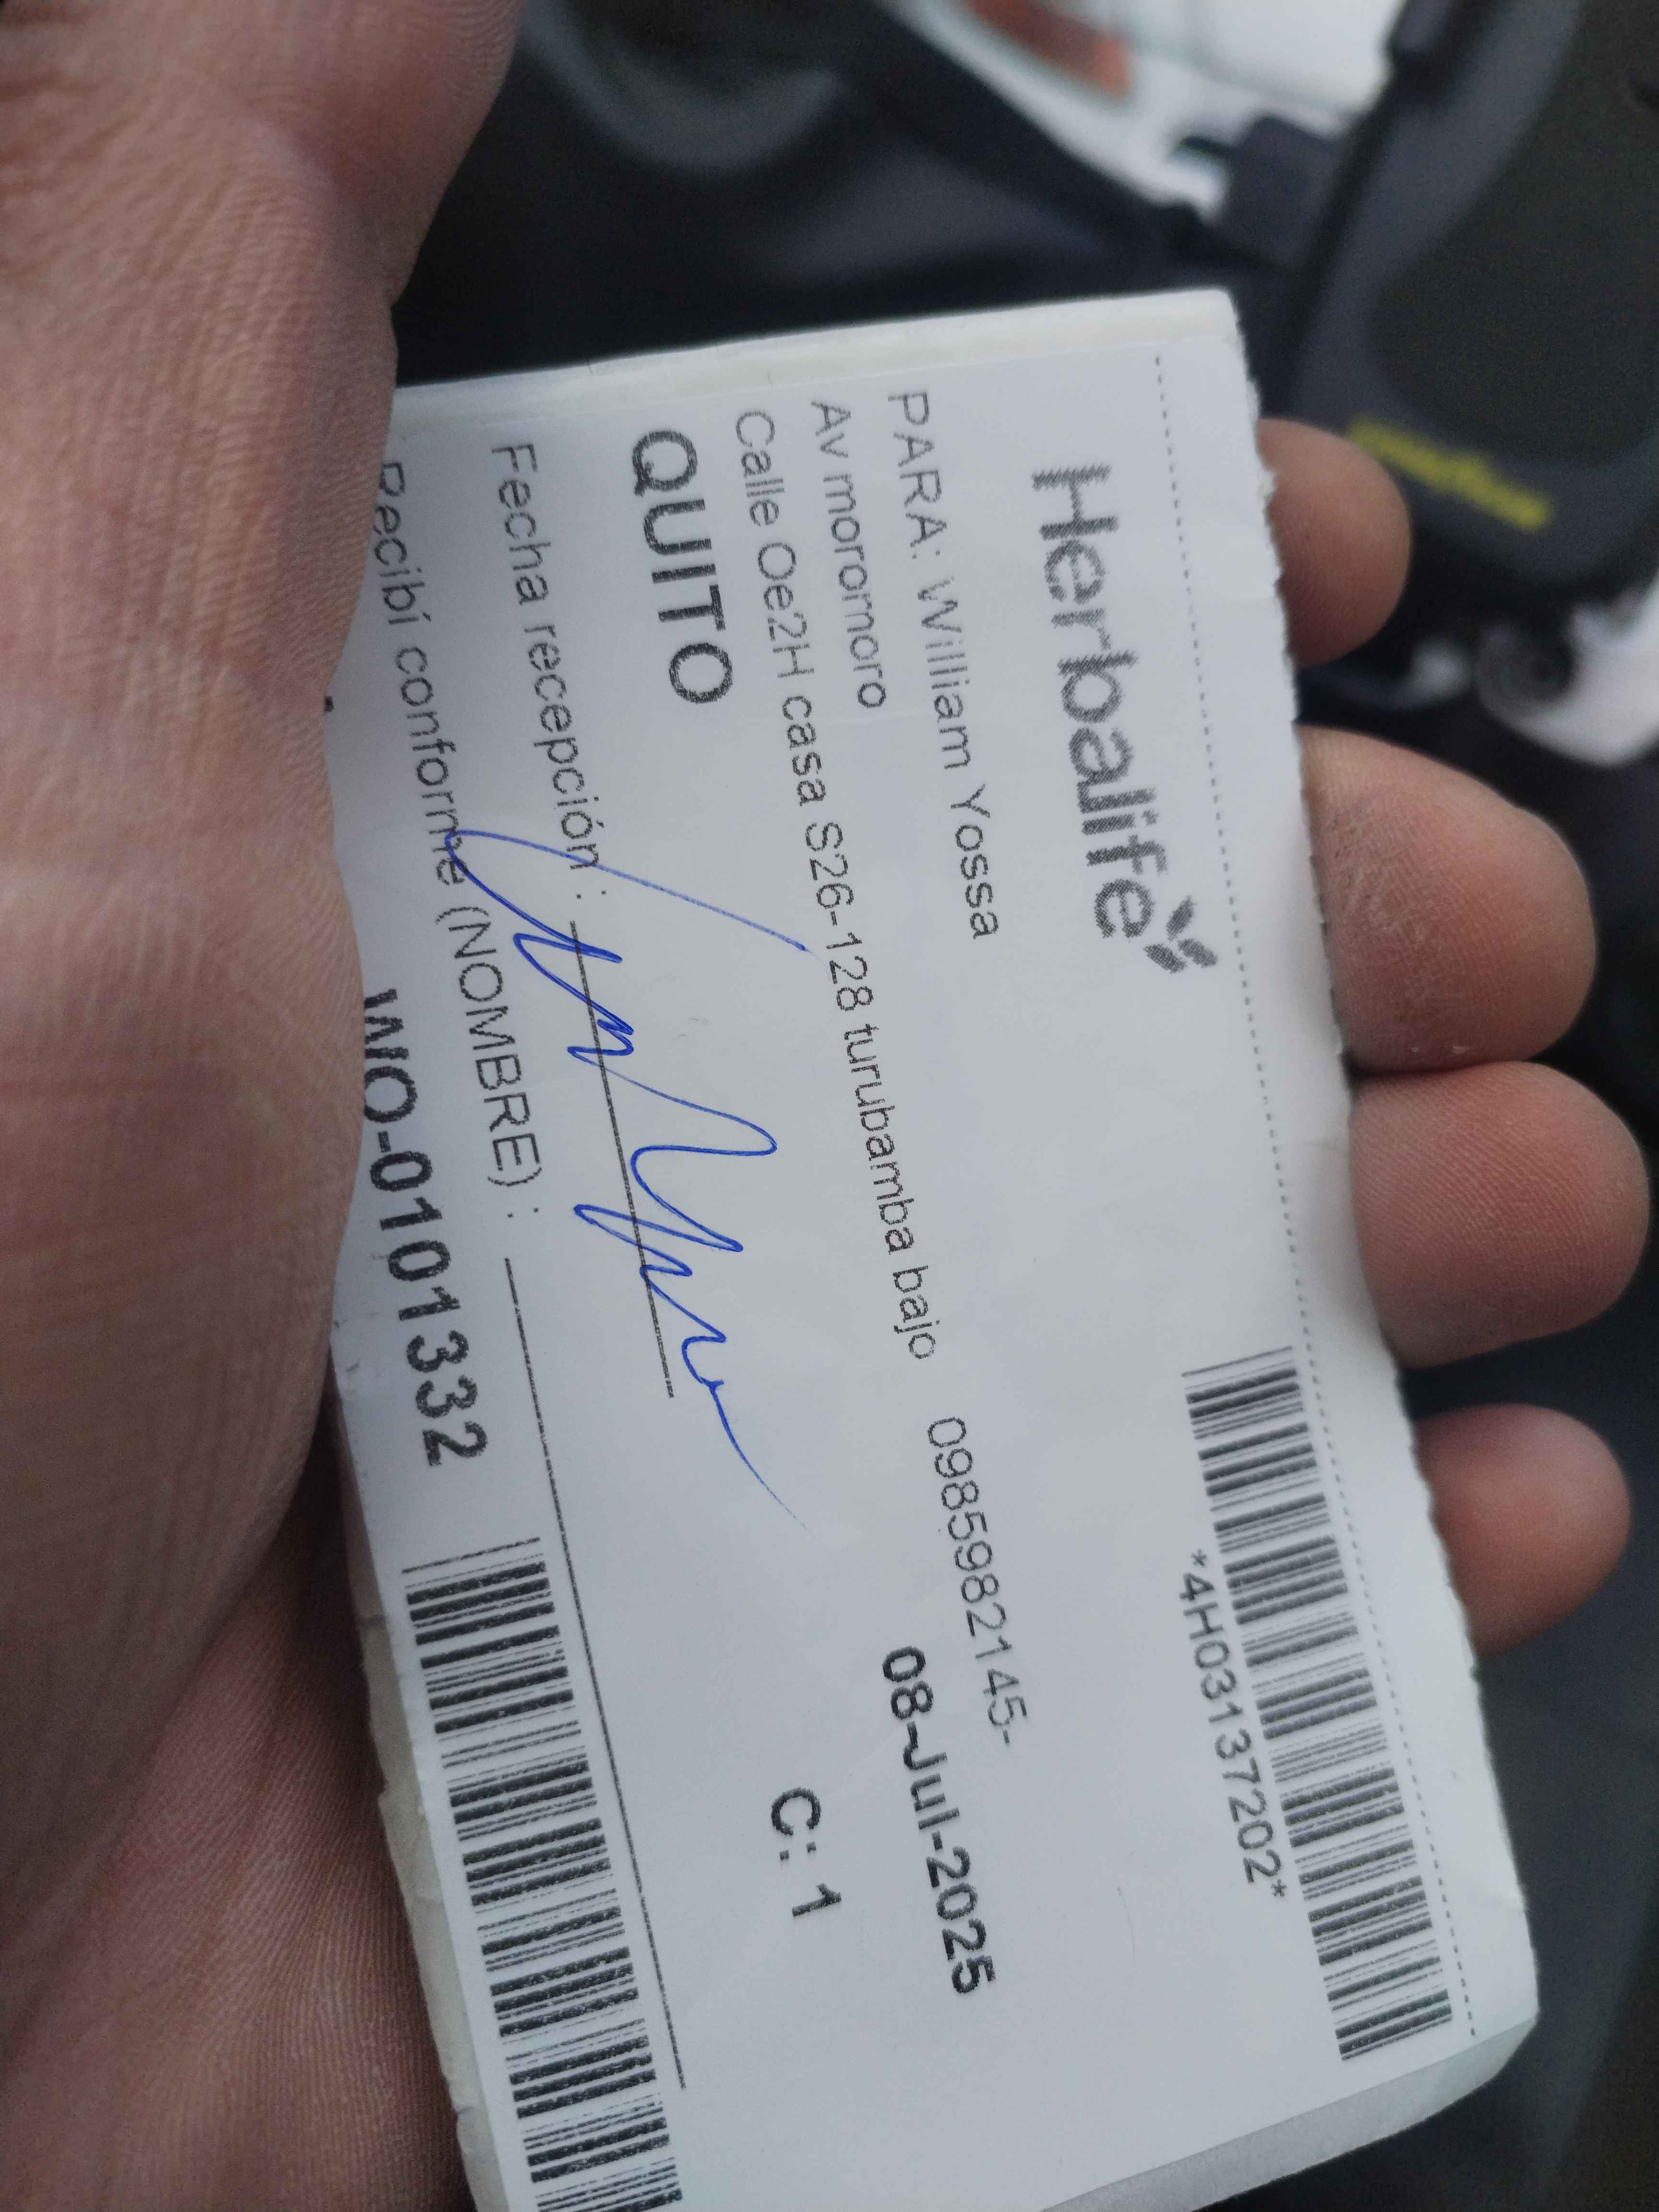 Herbalife
*4H03137202*
PARA: William Yossa
0985982145-
Av moromoro
Calle Oe2H casa S26-128 turubamba bajo
08-Jul-2025
QUITO
C: 1
Fecha recepción :
Recibí conforme (NOMBRE) :
WO-0101332